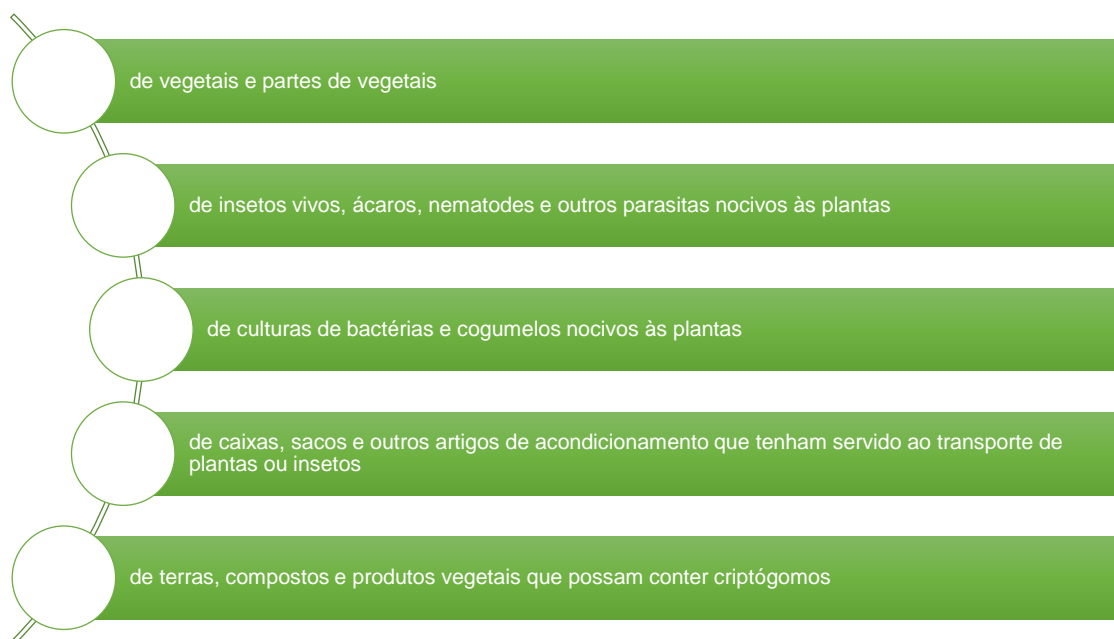 de vegetais e partes de vegetais
de insetos vivos, ácaros, nematodes e outros parasitas nocivos às plantas
de culturas de bactérias e cogumelos nocivos às plantas
de caixas, sacos e outros artigos de acondicionamento que tenham servido ao transporte de
plantas ou insetos
de terras, compostos e produtos vegetais que possam conter criptógomos